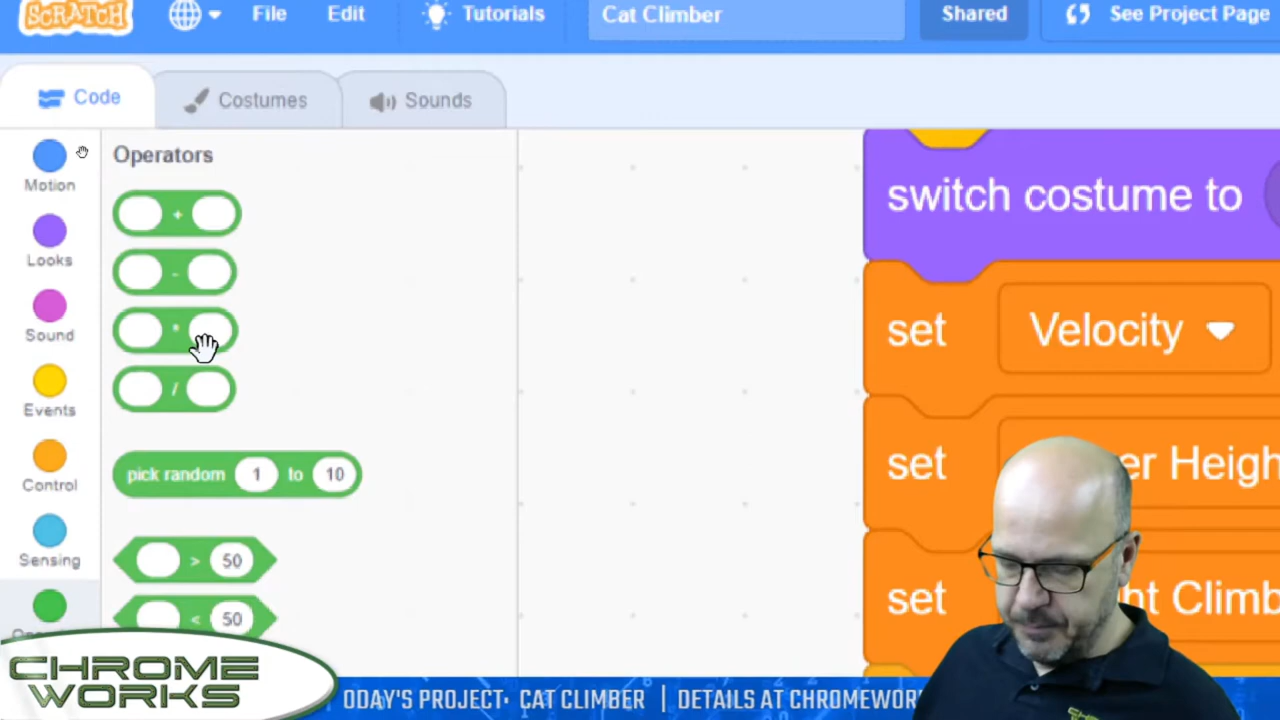 SCRATCH File Edit Tutorials Cat Climber Shared See Project Page
Code Costumes Sounds
Motion
Looks
Sound
Events
Control
Sensing
Operators
+
-
*
/
pick random 1 to 10
> 50
< 50
switch costume to
set Velocity
set er Heigh
set ht Climb
CHROME
WORKS
ODAY'S PROJECT: CAT CLIMBER | DETAILS AT CHROMEWOR